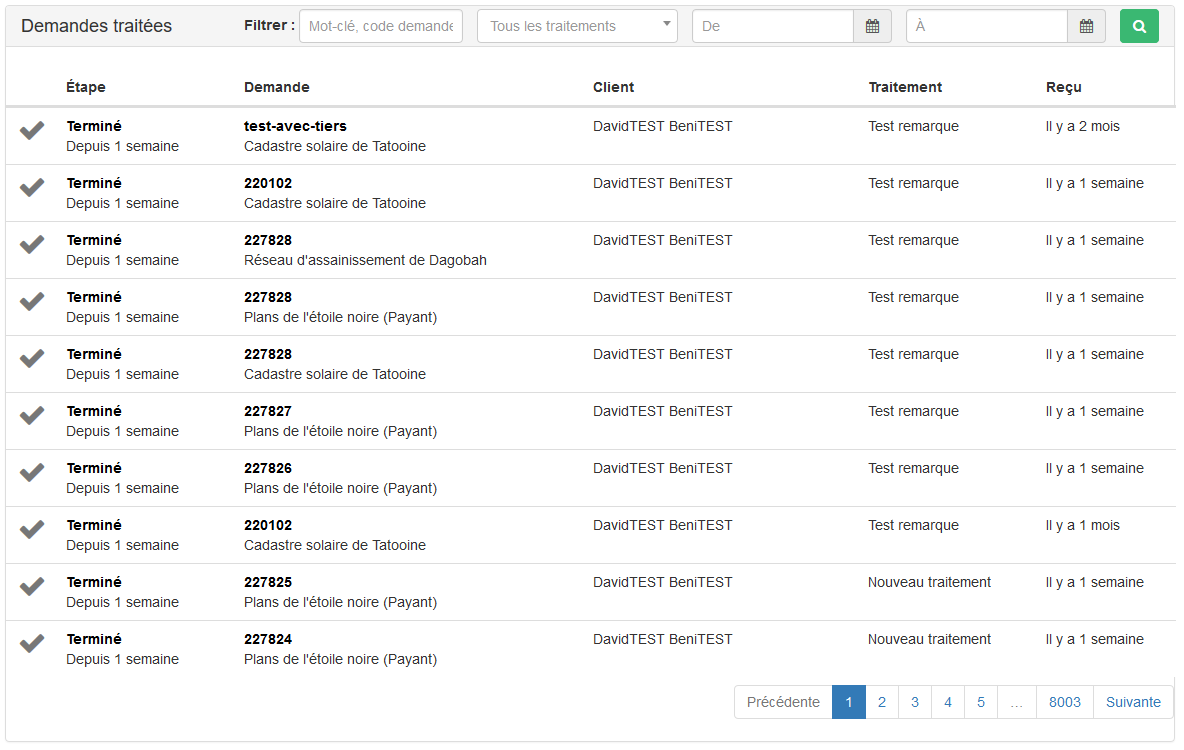 Demandes traitées Filtrer : Mot-clé, code demande Tous les traitements De À
Étape Demande Client Traitement Reçu
Terminé test-avec-tiers DavidTEST BeniTEST Test remarque Il y a 2 mois
Depuis 1 semaine Cadastre solaire de Tatooine
Terminé 220102 DavidTEST BeniTEST Test remarque Il y a 1 semaine
Depuis 1 semaine Cadastre solaire de Tatooine
Terminé 227828 DavidTEST BeniTEST Test remarque Il y a 1 semaine
Depuis 1 semaine Réseau d'assainissement de Dagobah
Terminé 227828 DavidTEST BeniTEST Test remarque Il y a 1 semaine
Depuis 1 semaine Plans de l'étoile noire (Payant)
Terminé 227828 DavidTEST BeniTEST Test remarque Il y a 1 semaine
Depuis 1 semaine Cadastre solaire de Tatooine
Terminé 227827 DavidTEST BeniTEST Test remarque Il y a 1 semaine
Depuis 1 semaine Plans de l'étoile noire (Payant)
Terminé 227826 DavidTEST BeniTEST Test remarque Il y a 1 semaine
Depuis 1 semaine Plans de l'étoile noire (Payant)
Terminé 220102 DavidTEST BeniTEST Test remarque Il y a 1 mois
Depuis 1 semaine Cadastre solaire de Tatooine
Terminé 227825 DavidTEST BeniTEST Nouveau traitement Il y a 1 semaine
Depuis 1 semaine Plans de l'étoile noire (Payant)
Terminé 227824 DavidTEST BeniTEST Nouveau traitement Il y a 1 semaine
Depuis 1 semaine Plans de l'étoile noire (Payant)
Précédente 1 2 3 4 5 … 8003 Suivante